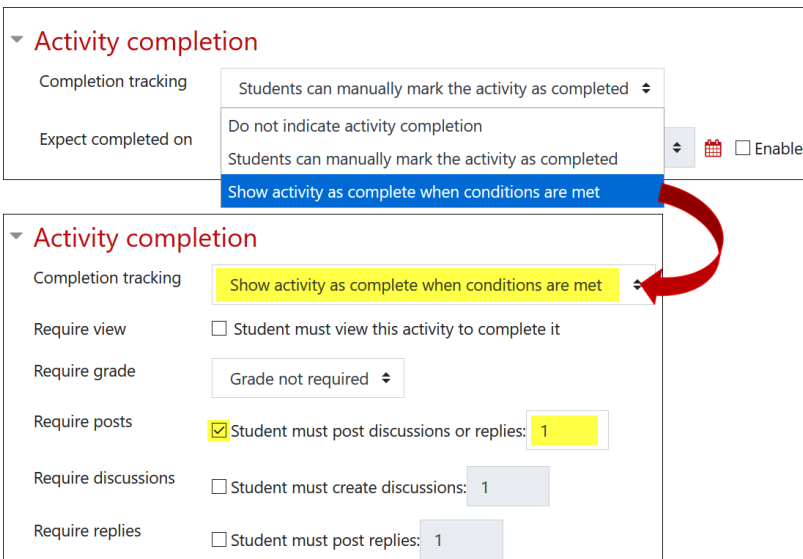 Activity completion
Completion tracking Students can manually mark the activity as completed
Do not indicate activity completion
Expect completed on Enable
Students can manually mark the activity as completed
Show activity as complete when conditions are met
Activity completion
Completion tracking Show activity as complete when conditions are met
Require view Student must view this activity to complete it
Require grade Grade not required
Require posts Student must post discussions or replies: 1
Require discussions Student must create discussions: 1
Require replies Student must post replies: 1